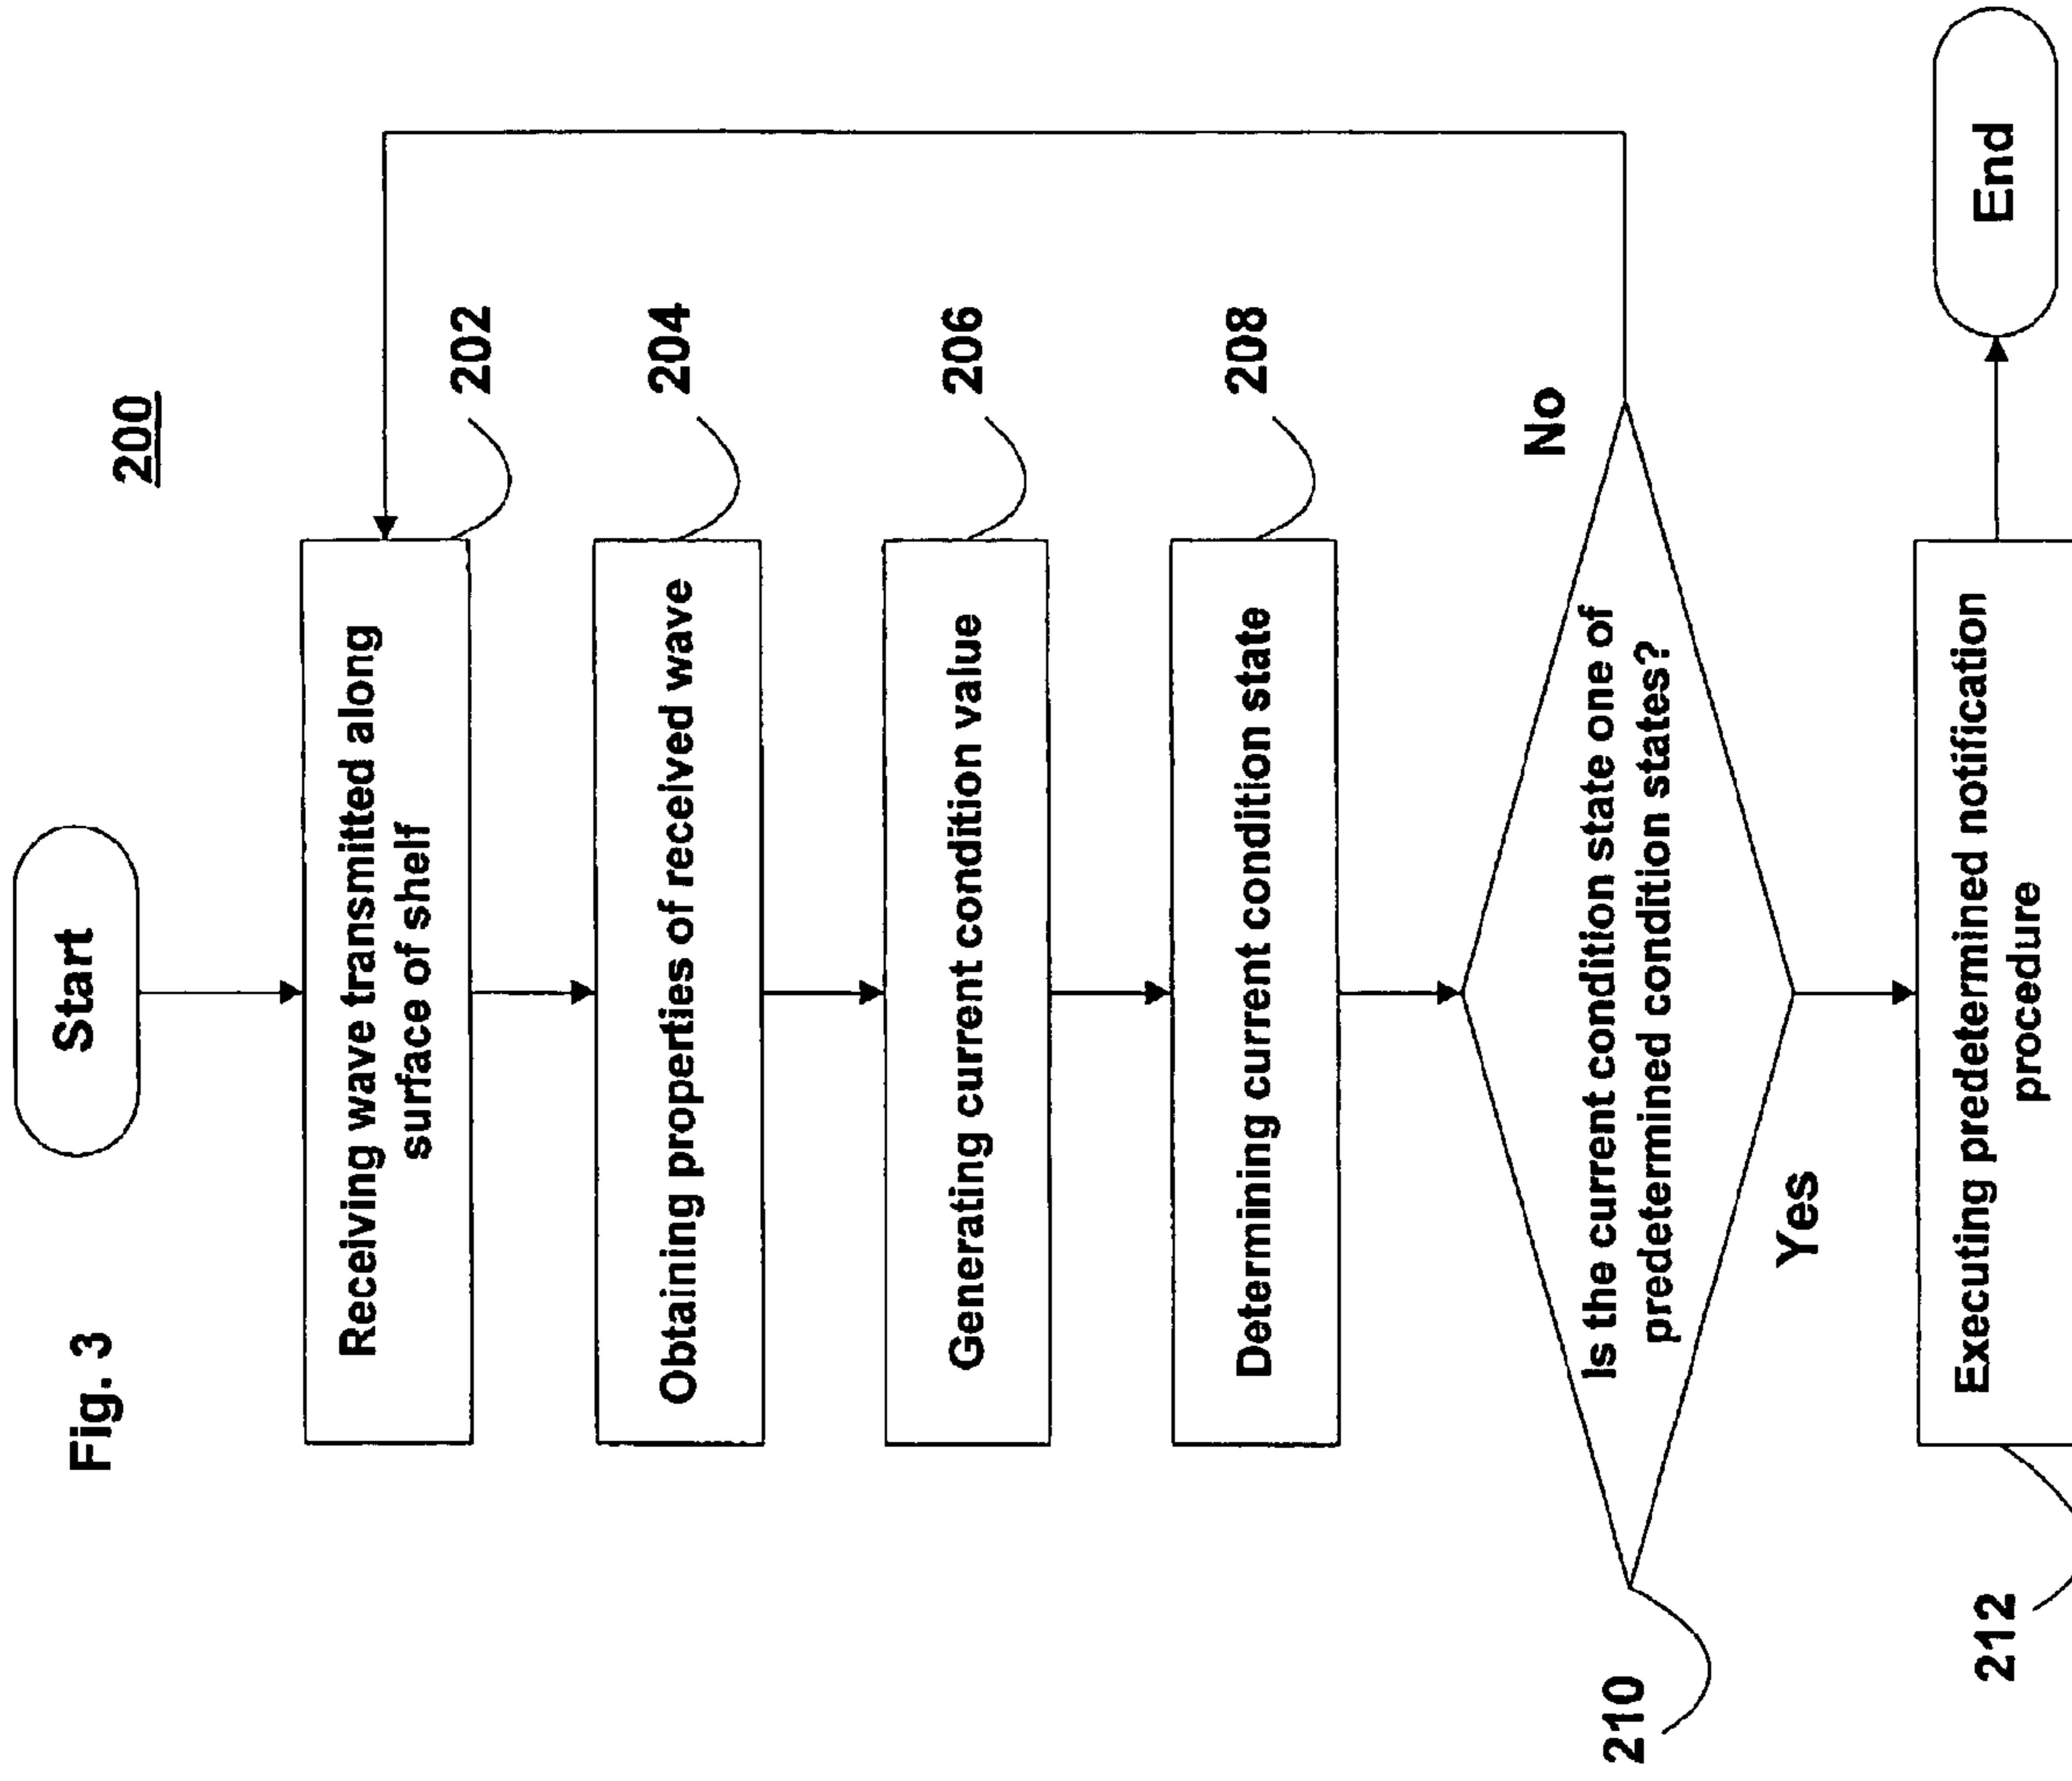 Fig. 3
200
Start
Receiving wave transmitted along
surface of shelf
202
Obtaining properties of received wave
204
Generating current condition value
206
Determining current condition state
208
Is the current condition state one of
predetermined condition states?
No
Yes
210
Executing predetermined notification
procedure
212
End